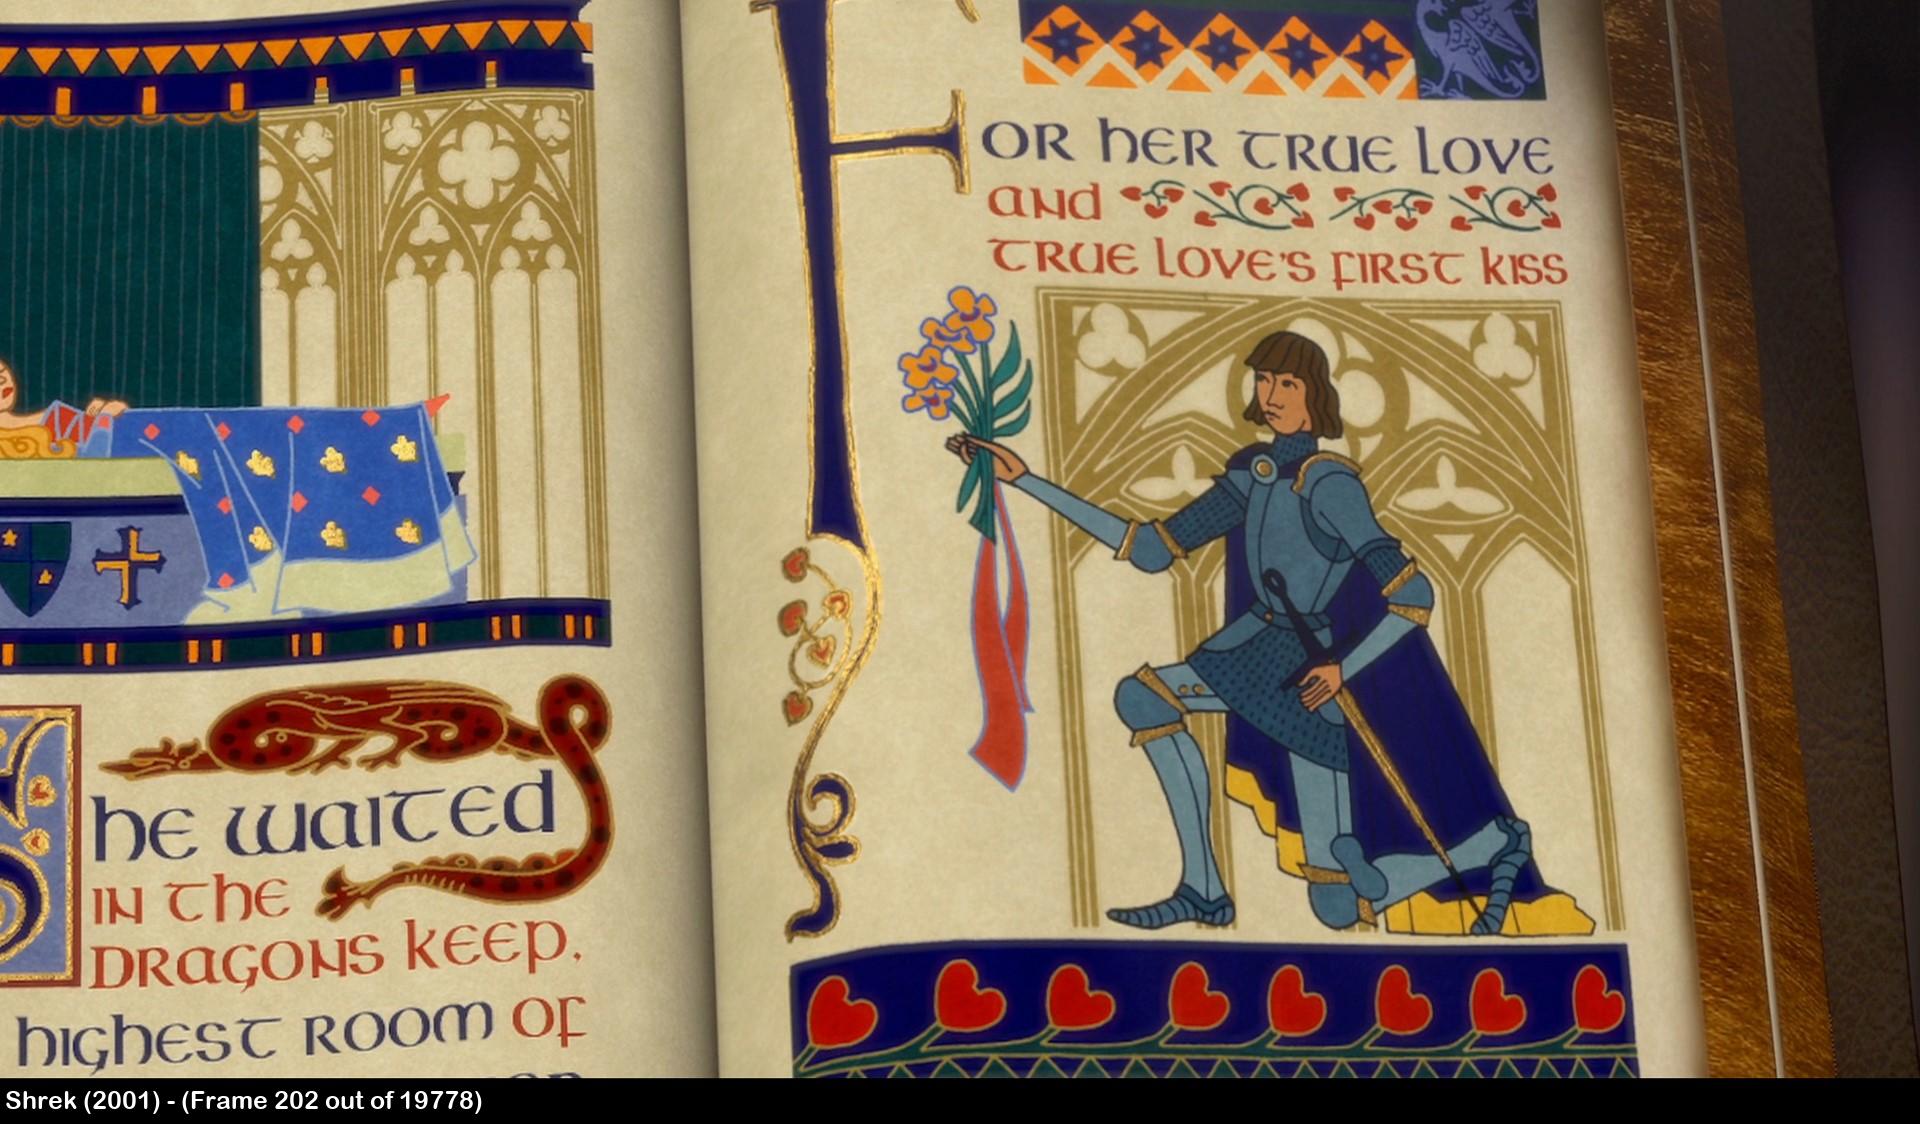 She waited
in the
dragons keep,
highest room of
For her true love
and
true love's first kiss
Shrek (2001) - (Frame 202 out of 19778)